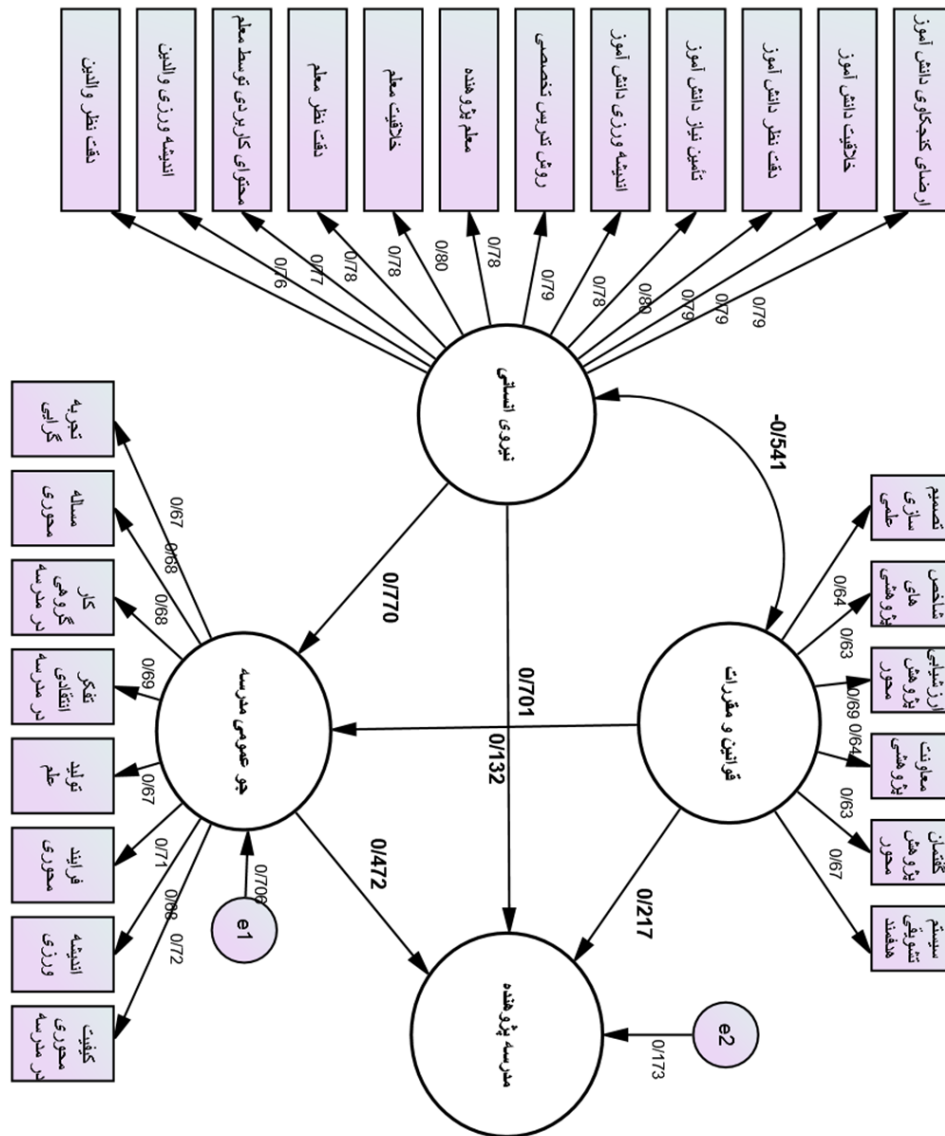 ارضای کنجکاوی دانش آموز
خلاقیت دانش آموز
دقت نظر دانش آموز
تأمین نیاز دانش آموز
اندیشه ورزی دانش آموز
روش تدریس تخصصی
معلم پژوهنده
خلاقیت معلم
دقت نظر معلم
محتوای کاربردی توسط معلم
اندیشه ورزی والدین
دقت نظر والدین
0/79
0/79
0/79
0/80
0/78
0/79
0/78
0/80
0/78
0/78
0/77
0/76
نیروی انسانی
-0/541
تصمیم
سازی
علمی
شاخص
های
پژوهشی
ارزشیابی
پژوهش
محور
معاونت
پژوهشی
گفتمان
پژوهش
محور
سیستم
تشویقی
هدفمند
0/64
0/63
0/69
0/64
0/63
0/67
قوانین و مقررات
0/770
0/701
0/132
0/217
0/472
جو عمومی مدرسه
تجربه
گرایی
مساله
محوری
کار
گروهی
در مدرسه
تفکر
انتقادی
در مدرسه
تولید
علم
فرایند
محوری
اندیشه
ورزی
کیفیت
محوری
در مدرسه
0/67
0/68
0/68
0/69
0/67
0/71
0/72
e1
0/706
مدرسه پژوهنده
e2
0/173